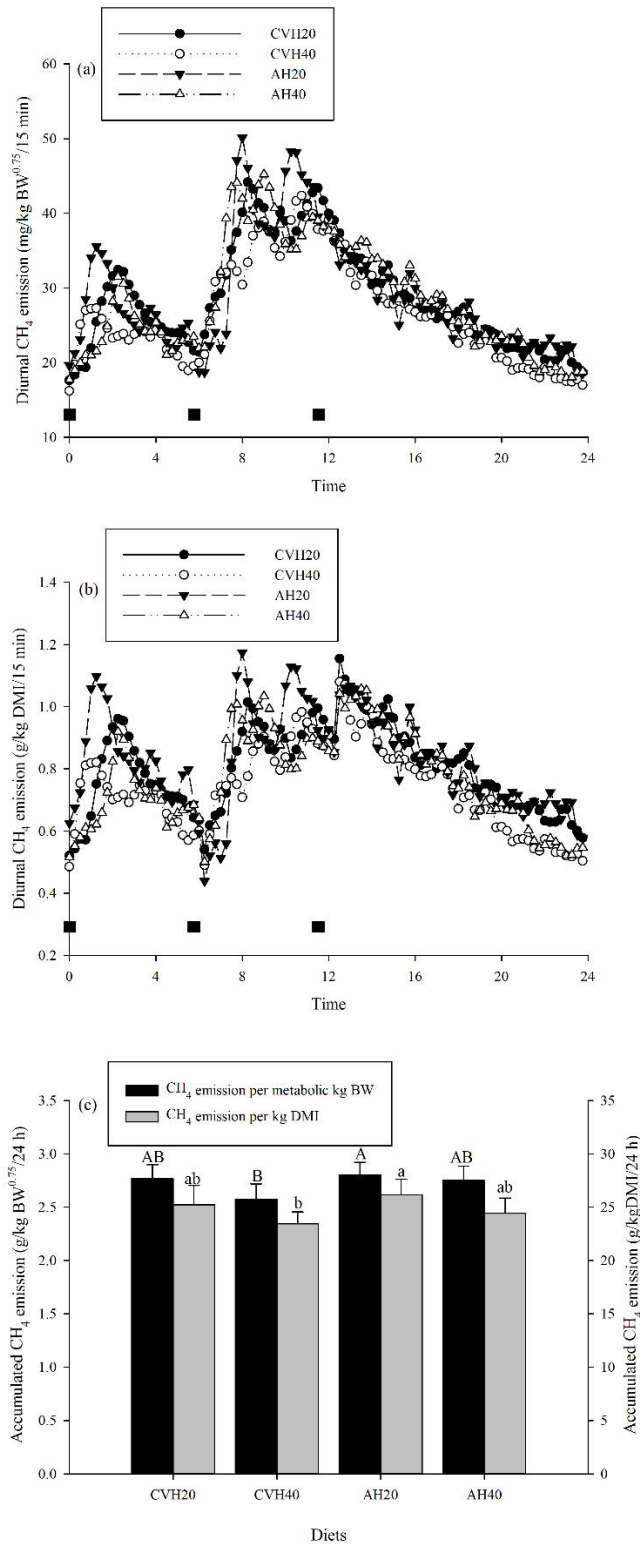 CVH20
CVH40
AH20
AH40
(a)
60
50
40
30
20
10
Diurnal CH4 emission (mg/kg BW0.75/15 min)
0 4 8 12 16 20 24
Time
CVH20
CVH40
AH20
AH40
(b)
1.4
1.2
1.0
0.8
0.6
0.4
0.2
Diurnal CH4 emission (g/kg DMI/15 min)
0 4 8 12 16 20 24
Time
CH4 emission per metabolic kg BW
CH4 emission per kg DMI
(c)
3.5 35
3.0 30
2.5 25
2.0 20
1.5 15
1.0 10
0.5 5
0.0 0
AB ab B b A a AB ab
Accumulated CH4 emission (g/kg BW0.75/24 h)
Accumulated CH4 emission (g/kgDMI/24 h)
CVH20 CVH40 AH20 AH40
Diets